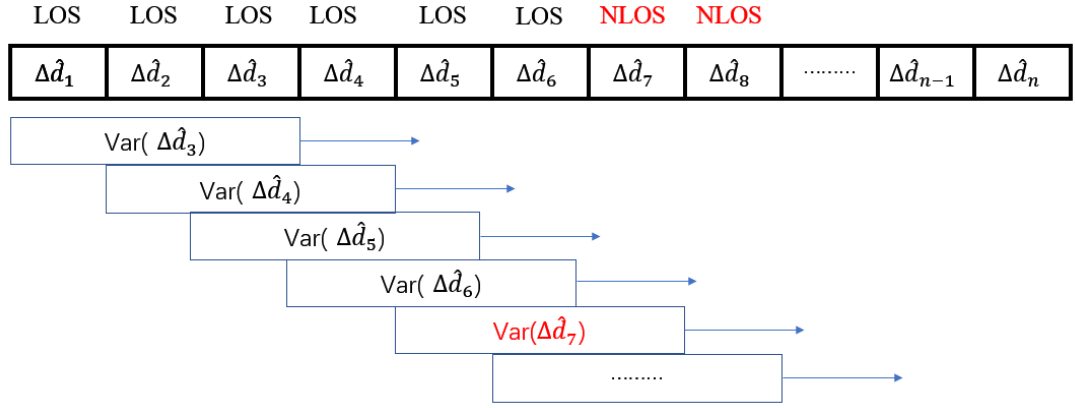 LOS LOS LOS LOS LOS LOS NLOS NLOS
Δd̂₁ Δd̂₂ Δd̂₃ Δd̂₄ Δd̂₅ Δd̂₆ Δd̂₇ Δd̂₈ ……… Δd̂ₙ₋₁ Δd̂ₙ
Var( Δd̂₃)
Var( Δd̂₄)
Var( Δd̂₅)
Var( Δd̂₆)
Var(Δd̂₇)
………